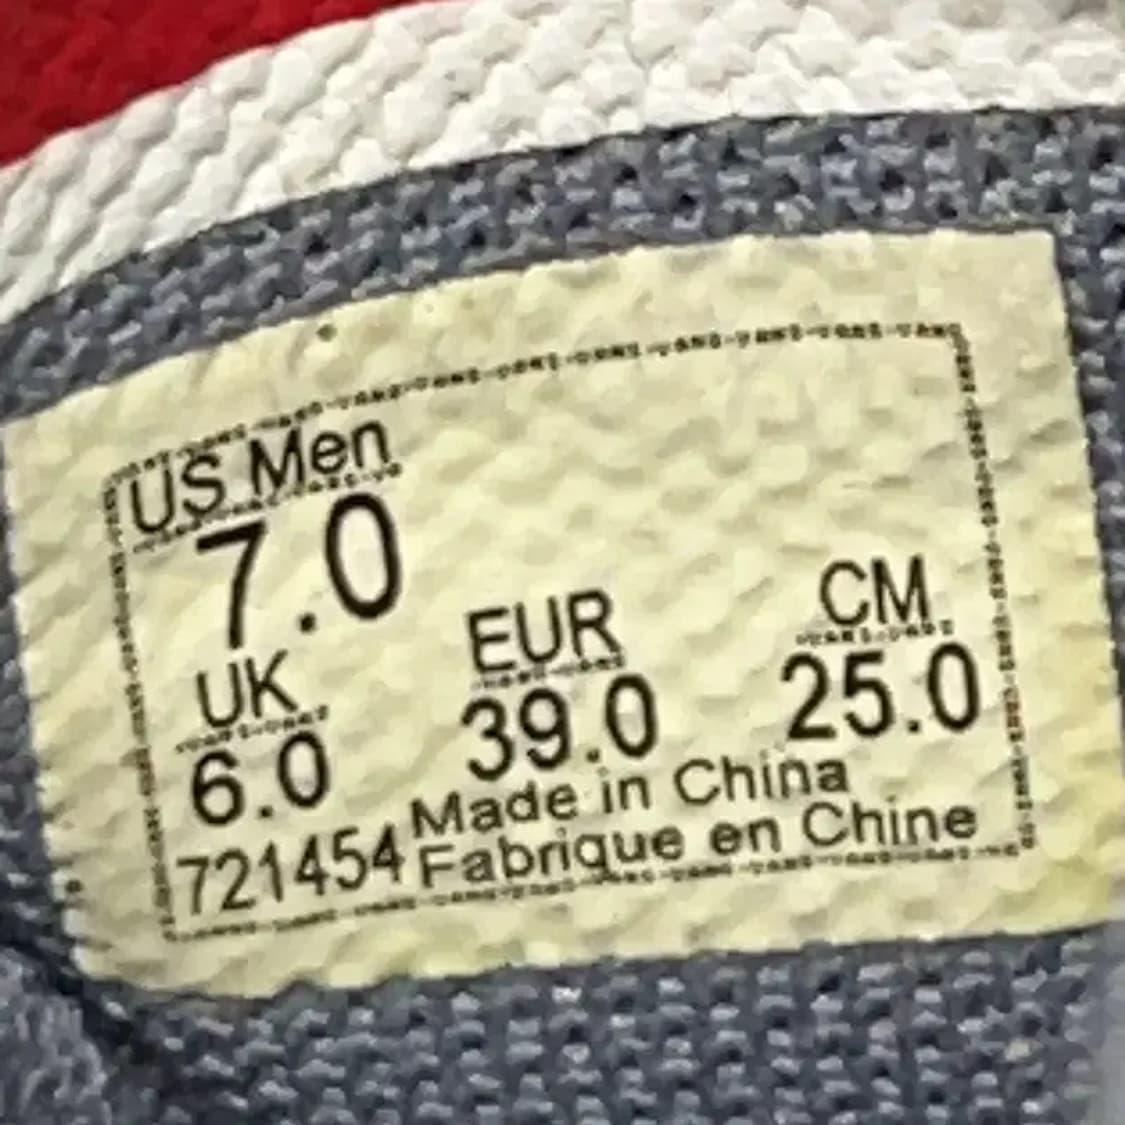 US Men
7.0
UK
6.0
EUR
39.0
CM
25.0
721454
Made in China
Fabrique en Chine